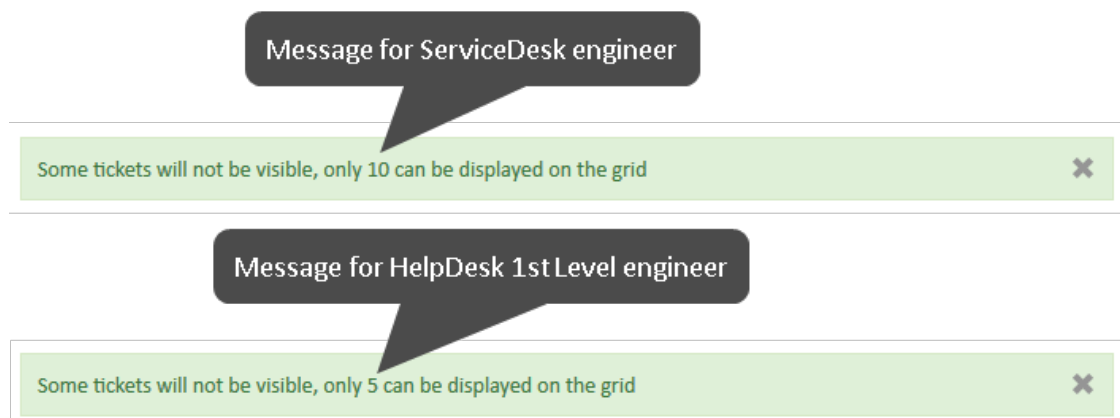 Message for ServiceDesk engineer
Some tickets will not be visible, only 10 can be displayed on the grid
Message for HelpDesk 1st Level engineer
Some tickets will not be visible, only 5 can be displayed on the grid